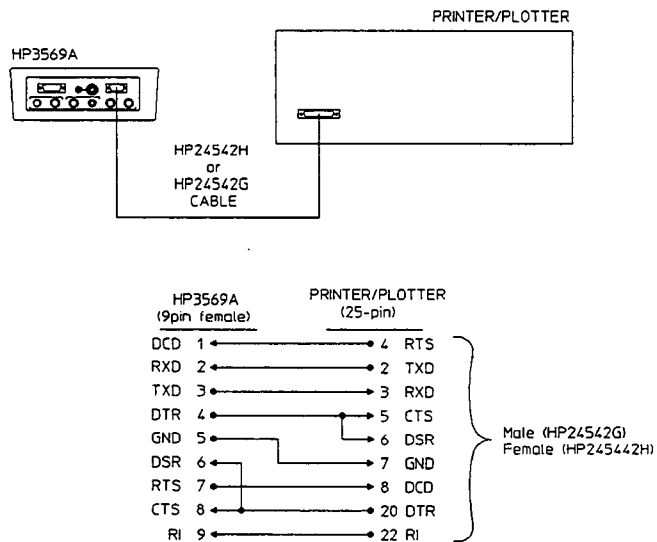 PRINTER/PLOTTER
HP3569A
HP24542H
or
HP24542G
CABLE
HP3569A
(9pin female)
PRINTER/PLOTTER
(25-pin)
DCD 1 4 RTS
RXD 2 2 TXD
TXD 3 3 RXD
DTR 4 5 CTS
6 DSR
GND 5 7 GND
DSR 6
RTS 7 8 DCD
CTS 8 20 DTR
RI 9 22 RI
Male (HP24542G)
Female (HP245442H)